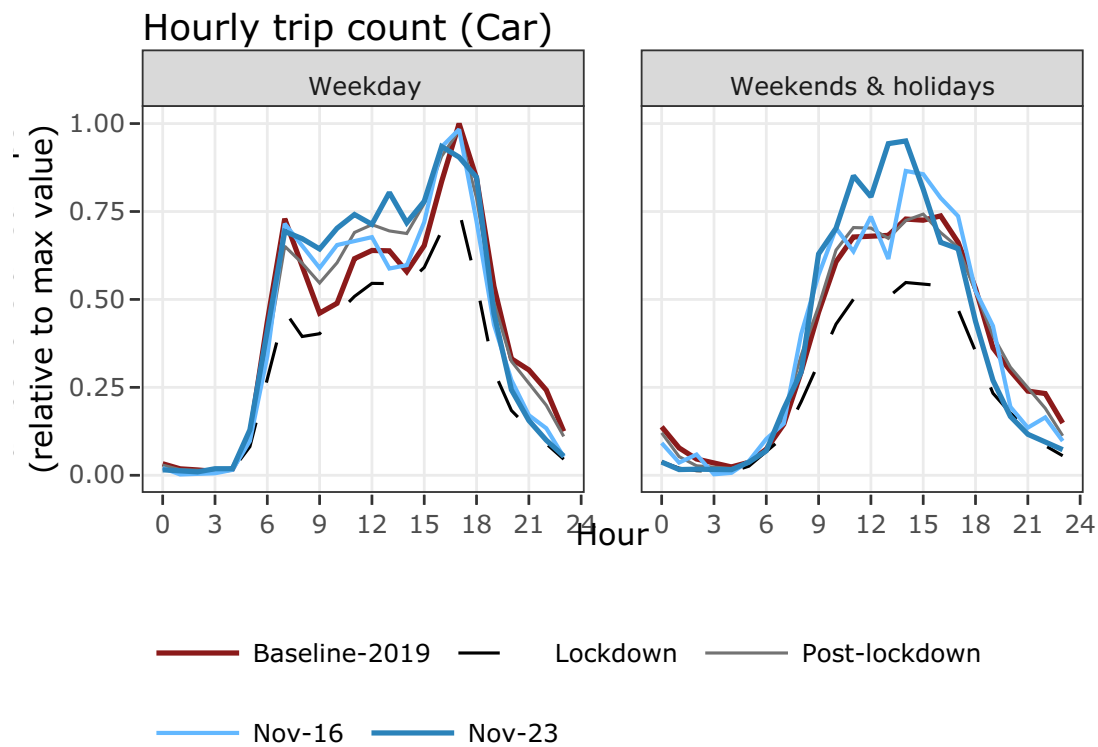 Hourly trip count (Car)
Weekday
Weekends & holidays
(relative to max value)
1.00
0.75
0.50
0.25
0.00
0 3 6 9 12 15 18 21 24
0 3 6 9 12 15 18 21 24
Hour
Baseline-2019 Lockdown Post-lockdown
Nov-16 Nov-23